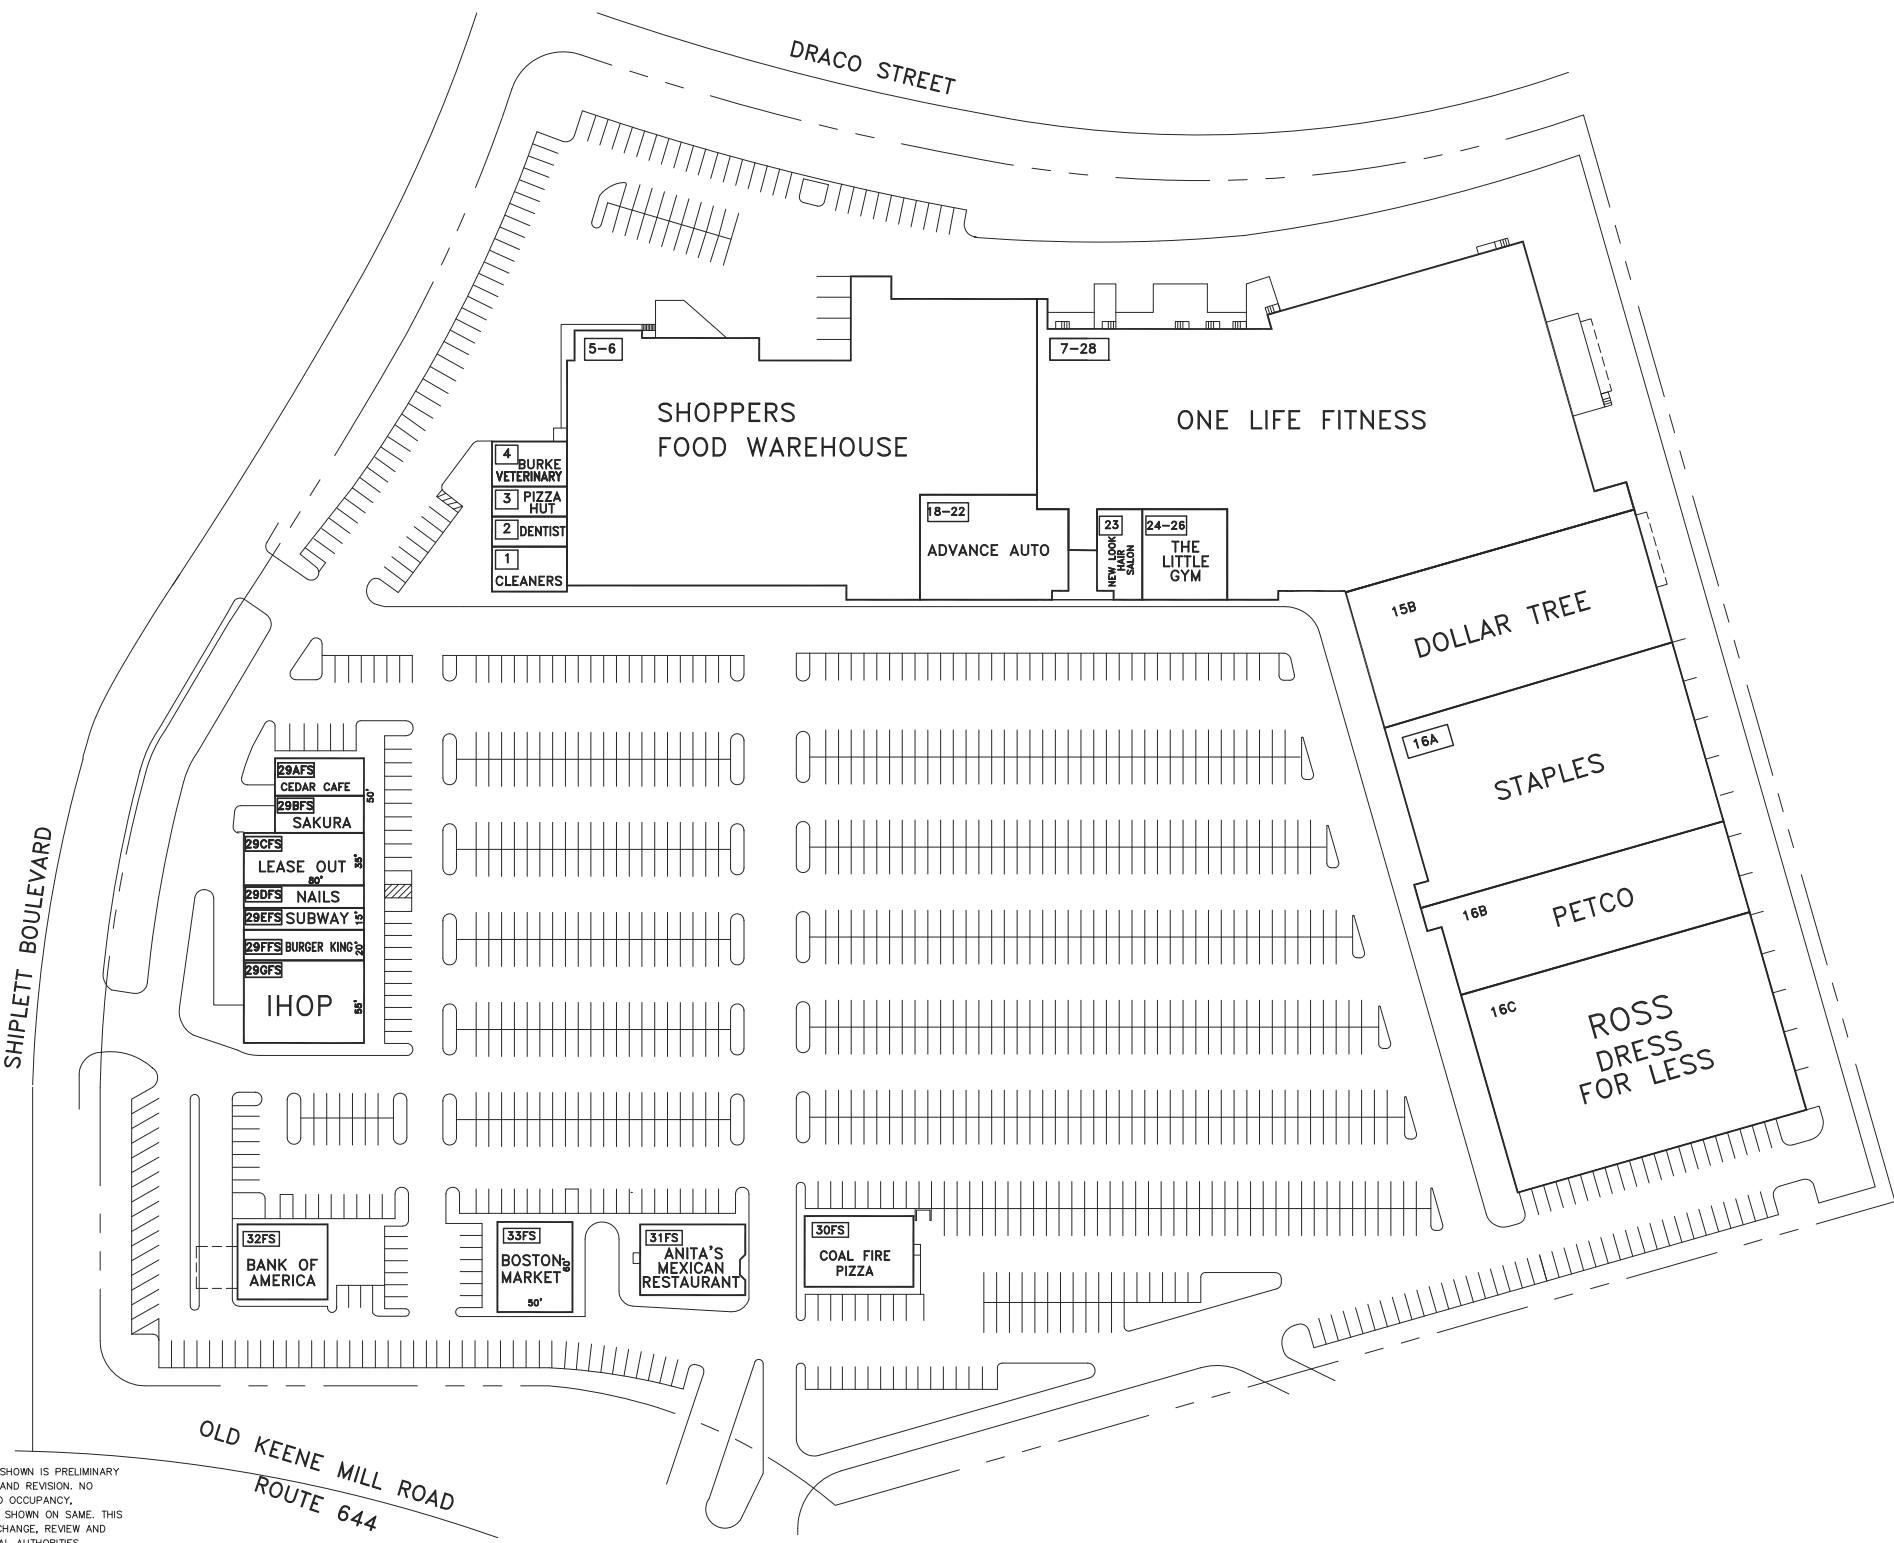 DRACO STREET
5-6
7-28
SHOPPERS
FOOD WAREHOUSE
ONE LIFE FITNESS
4
BURKE
VETERINARY
3
PIZZA
HUT
2
DENTIST
1
CLEANERS
18-22
ADVANCE AUTO
23
NEW LOOK
HAIR
SALON
24-26
THE
LITTLE
GYM
15B
DOLLAR TREE
16A
STAPLES
16B
PETCO
16C
ROSS
DRESS
FOR LESS
29AFS
CEDAR CAFE
50'
29BFS
SAKURA
29CFS
LEASE OUT
35'
80'
29DFS
NAILS
29EFS
SUBWAY
15'
29FFS
BURGER KING
20'
29GFS
IHOP
55'
SHIPLETT BOULEVARD
32FS
BANK OF
AMERICA
33FS
BOSTON
MARKET
60'
50'
31FS
ANITA'S
MEXICAN
RESTAURANT
30FS
COAL FIRE
PIZZA
OLD KEENE MILL ROAD
ROUTE 644
SHOWN IS PRELIMINARY
AND REVISION. NO
OCCUPANCY,
SHOWN ON SAME. THIS
CHANGE, REVIEW AND
AUTHORITIES